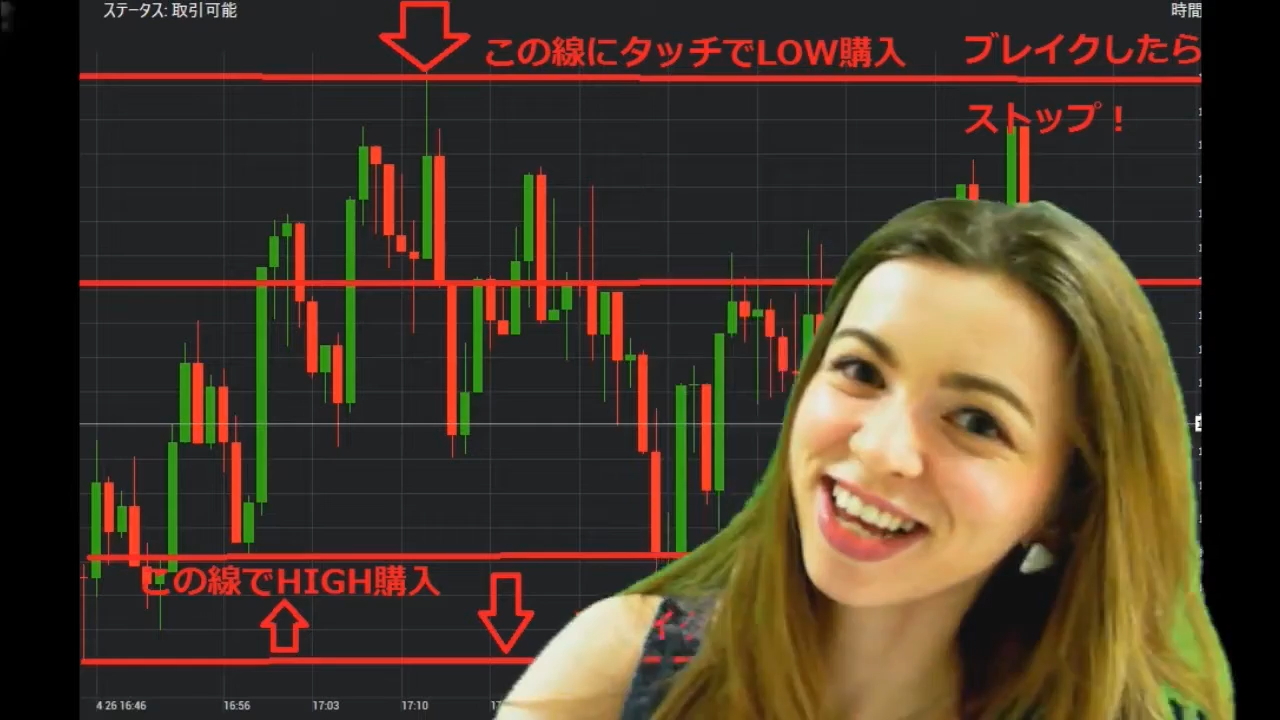 ステータス: 取引可能
時間
この線にタッチでLOW購入
ブレイクしたら
ストップ！
この線でHIGH購入
4 26 16:46
16:56
17:03
17:10